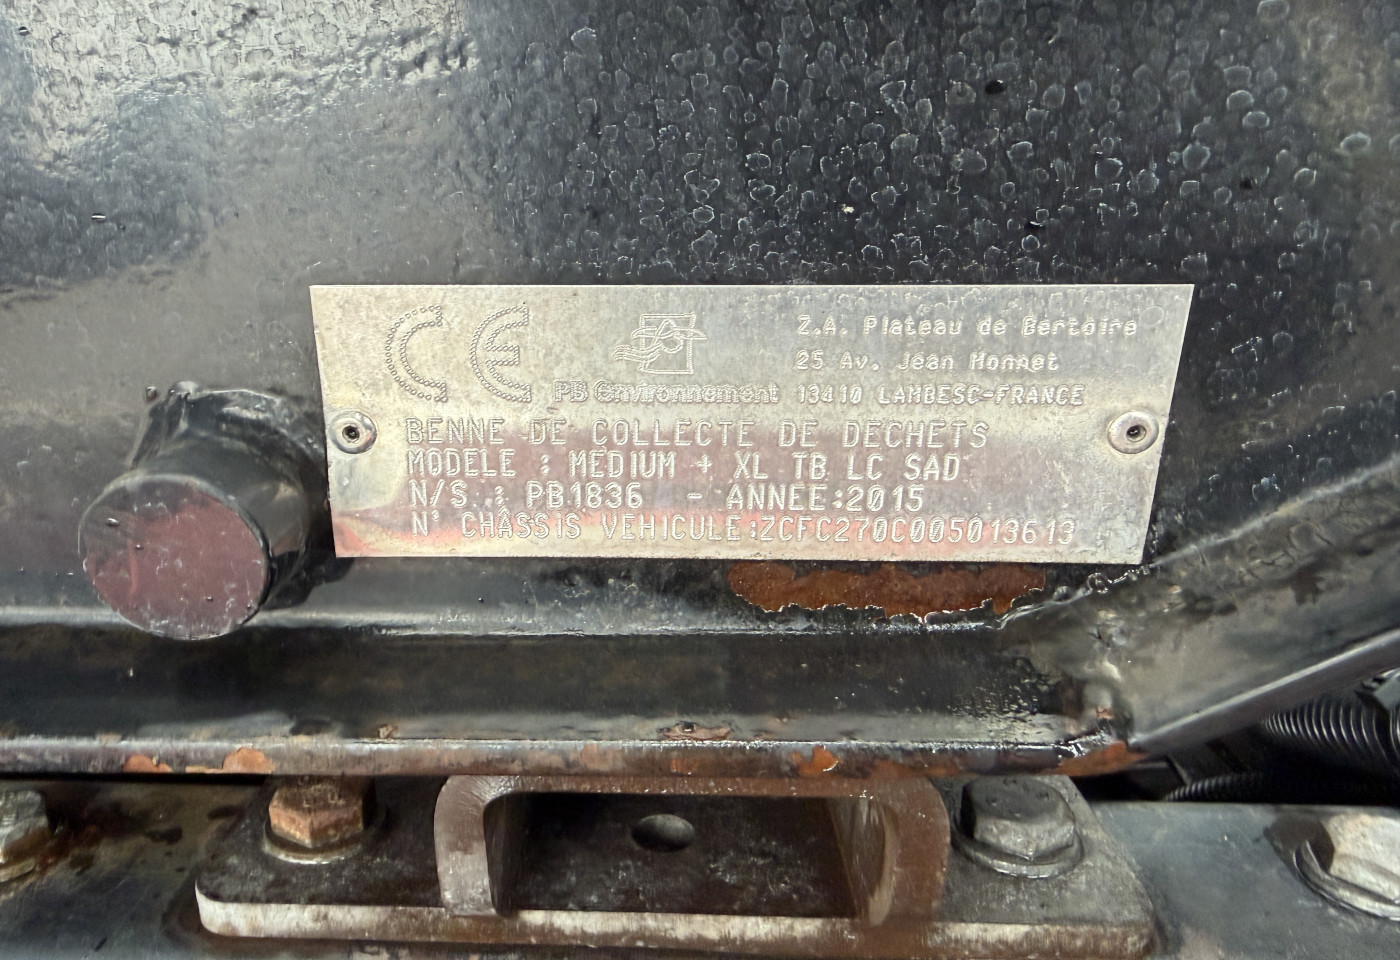 CE
PB Environnement
Z.A. Plateau de Bertoire
25 Av. Jean Monnet
13410 LAMBESC-FRANCE
BENNE DE COLLECTE DE DECHETS
MODELE : MEDIUM + XL TB LC SAD
N/S : PB1836 - ANNEE:2015
N° CHÂSSIS VEHICULE:ZCFC270C005013613